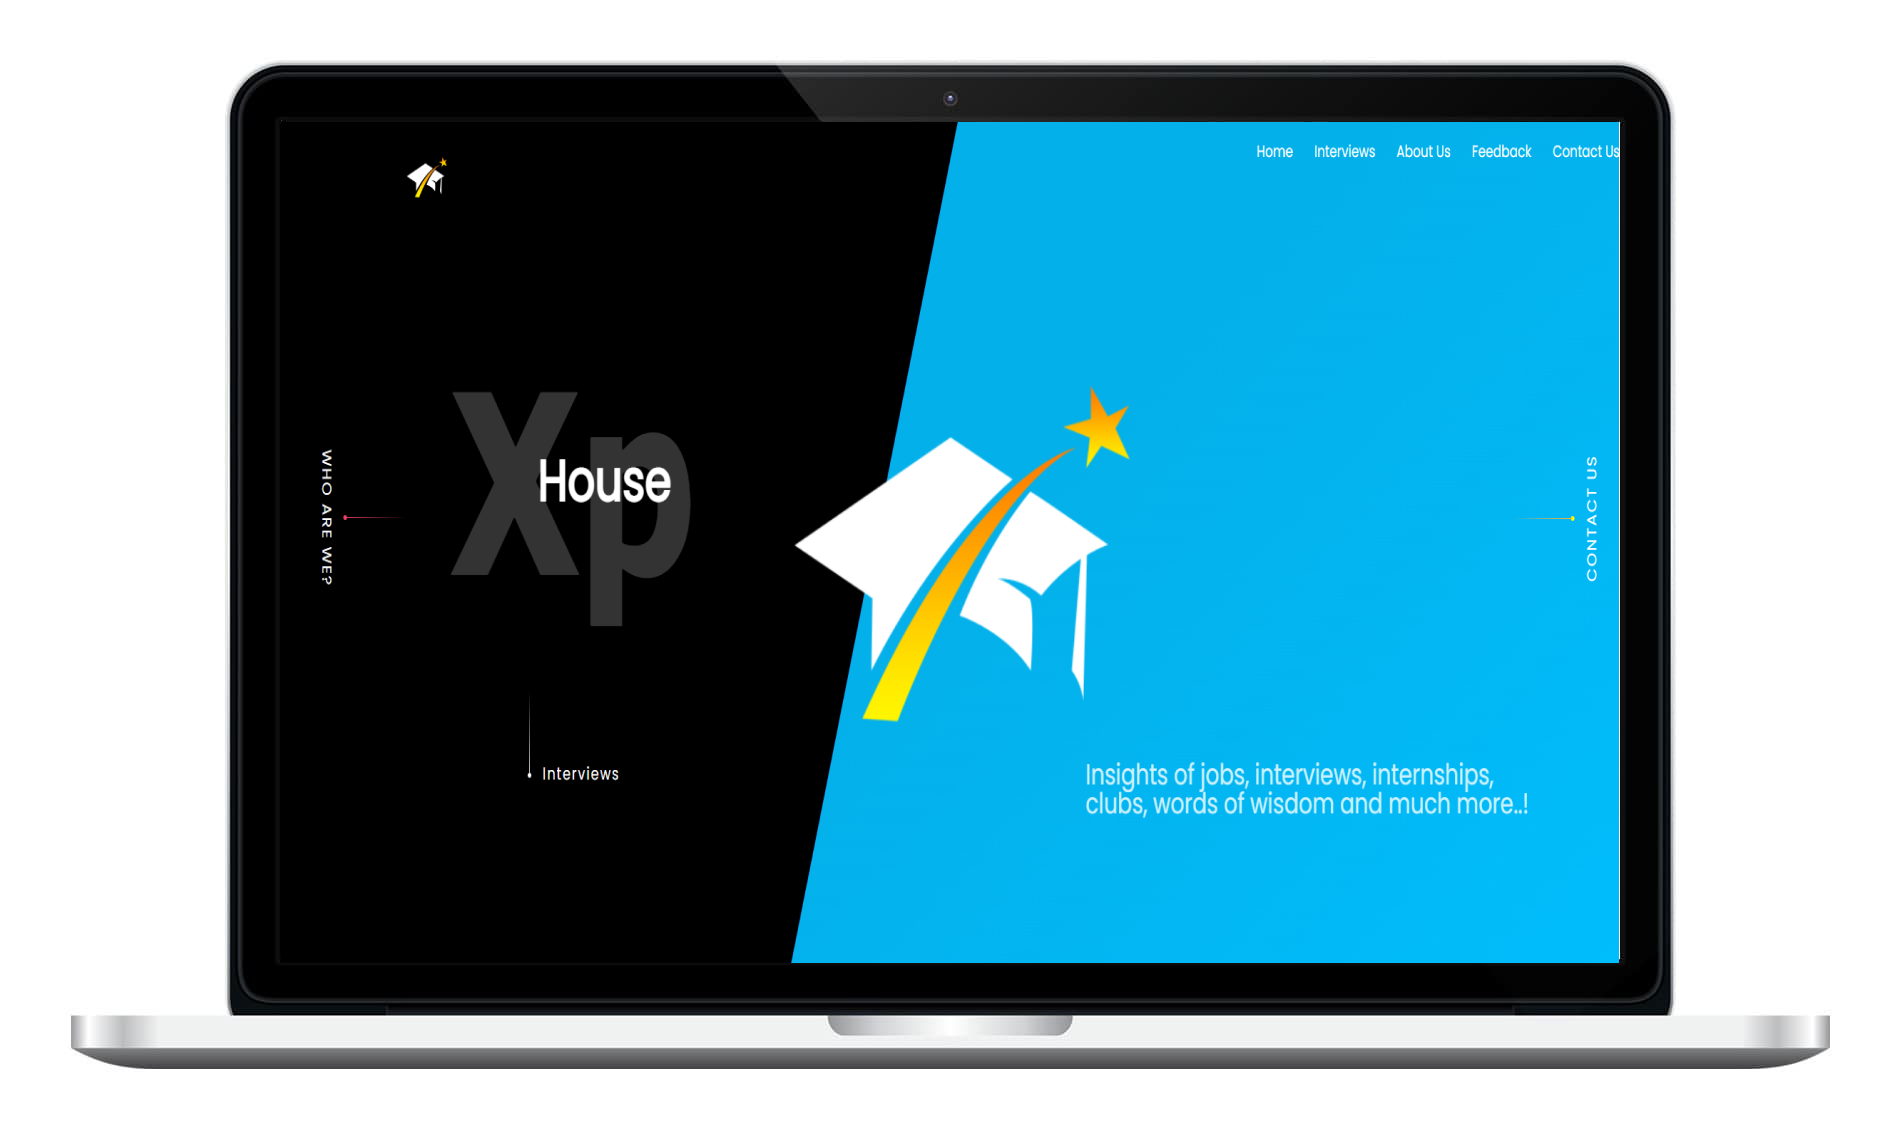 Home Interviews About Us Feedback Contact Us
Xp
House
WHO ARE WE?
CONTACT US
Interviews
Insights of jobs, interviews, internships,
clubs, words of wisdom and much more..!